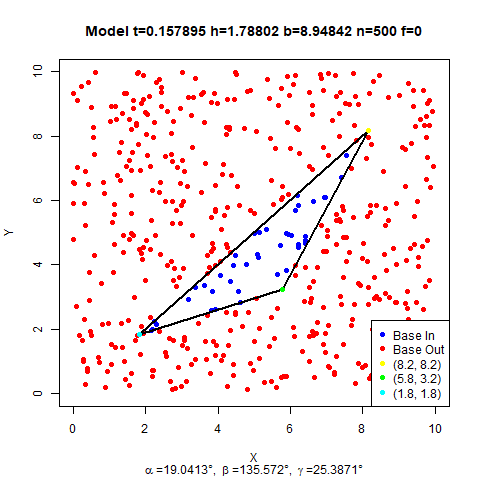 Model t=0.157895 h=1.78802 b=8.94842 n=500 f=0
10
8
6
4
2
0
Y
Base In
Base Out
(8.2, 8.2)
(5.8, 3.2)
(1.8, 1.8)
0 2 4 6 8 10
X
α=19.0413°, β=135.572°, γ=25.3871°